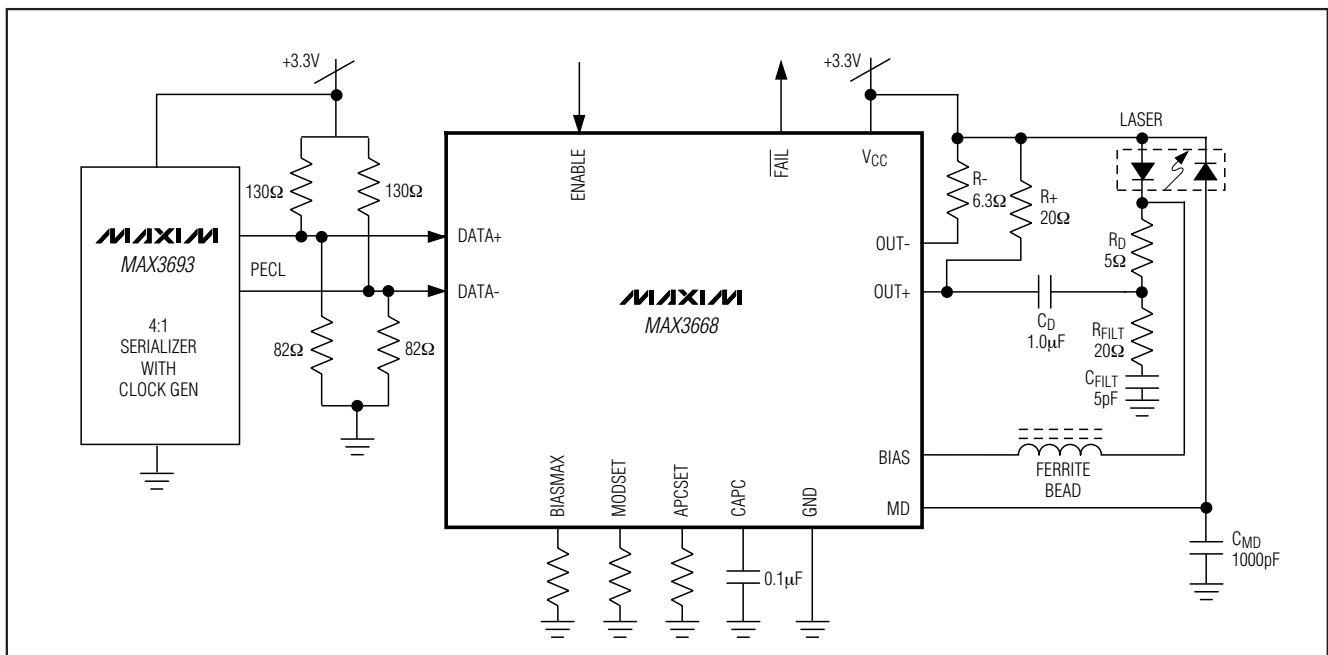 +3.3V
+3.3V
LASER
ENABLE
FAIL
VCC
130Ω
130Ω
R-
6.3Ω
R+
20Ω
MAXIM
MAX3693
4:1
SERIALIZER
WITH
CLOCK GEN
PECL
DATA+
DATA-
82Ω
82Ω
MAXIM
MAX3668
OUT-
OUT+
RD
5Ω
CD
1.0μF
RFILT
20Ω
CFILT
5pF
BIAS
FERRITE
BEAD
MD
BIASMAX
MODSET
APCSET
CAPC
GND
0.1μF
CMD
1000pF